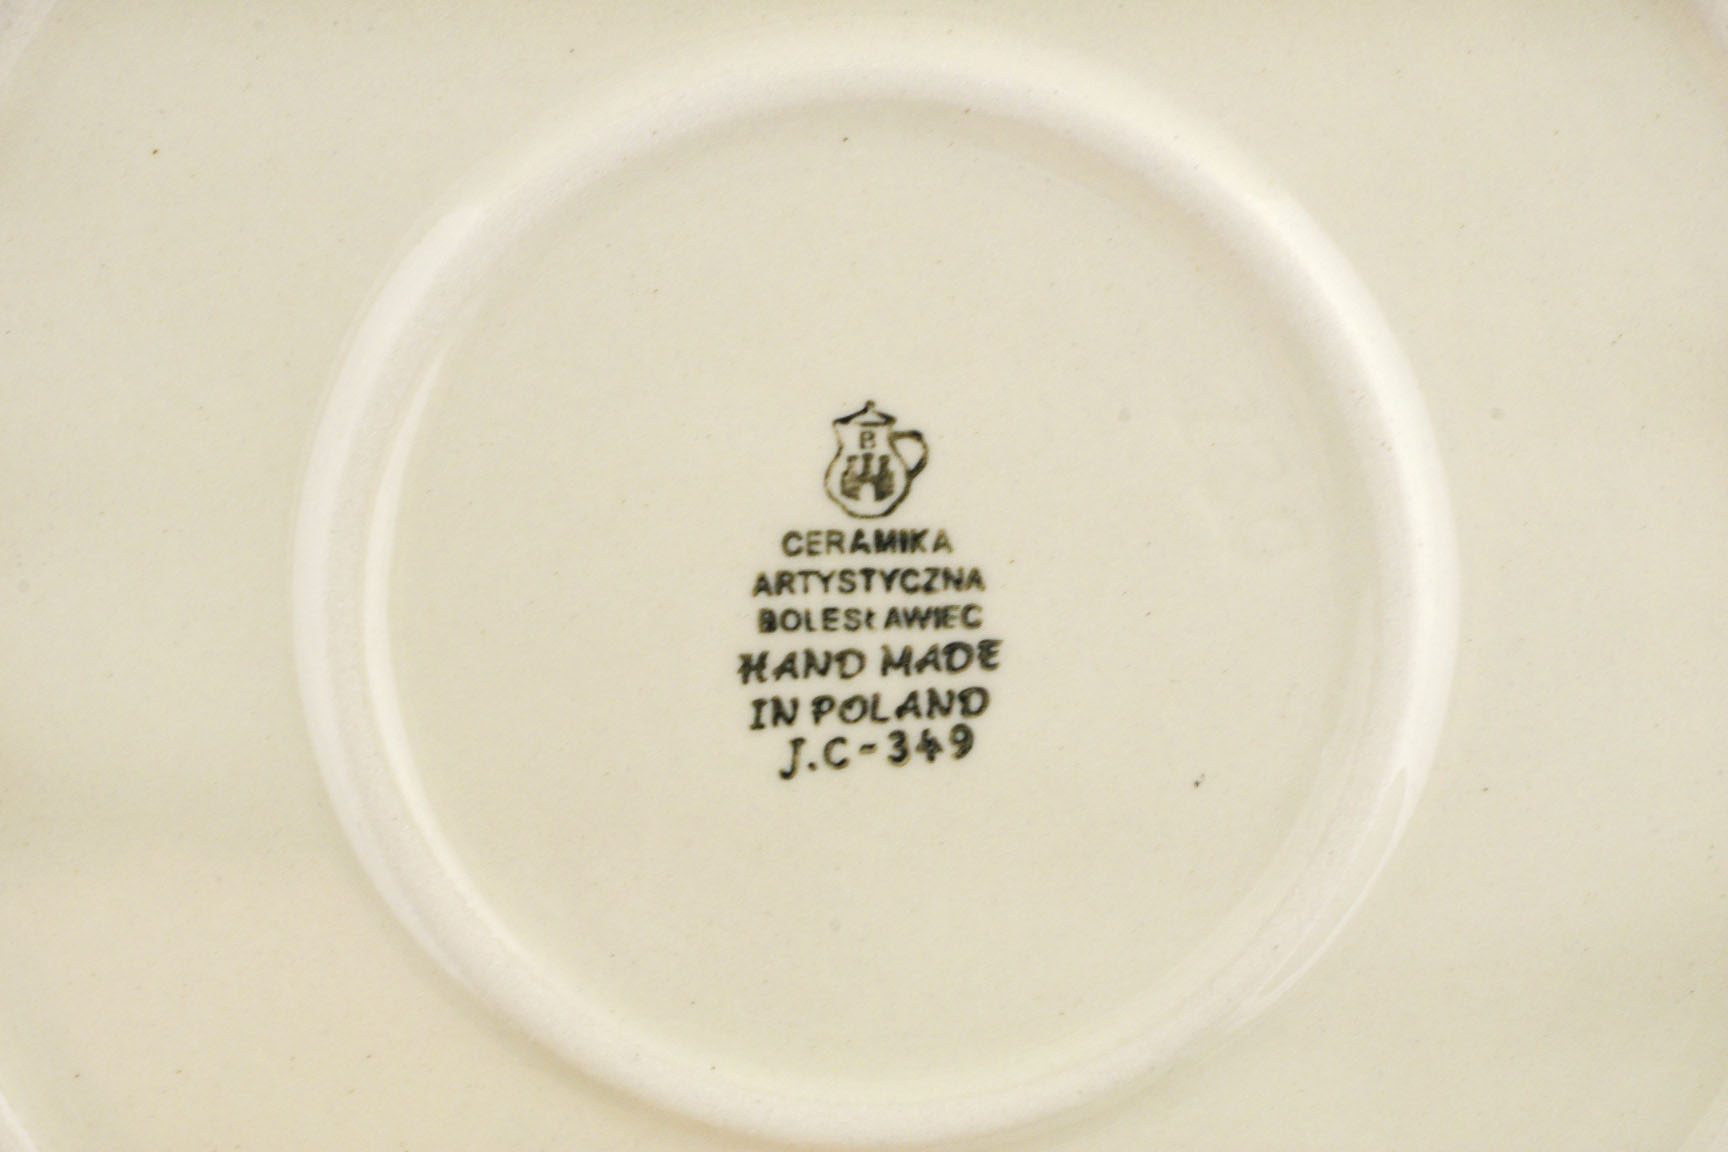 B
CERAMIKA
ARTYSTYCZNA
BOLESŁAWIEC
HAND MADE
IN POLAND
J.C-349